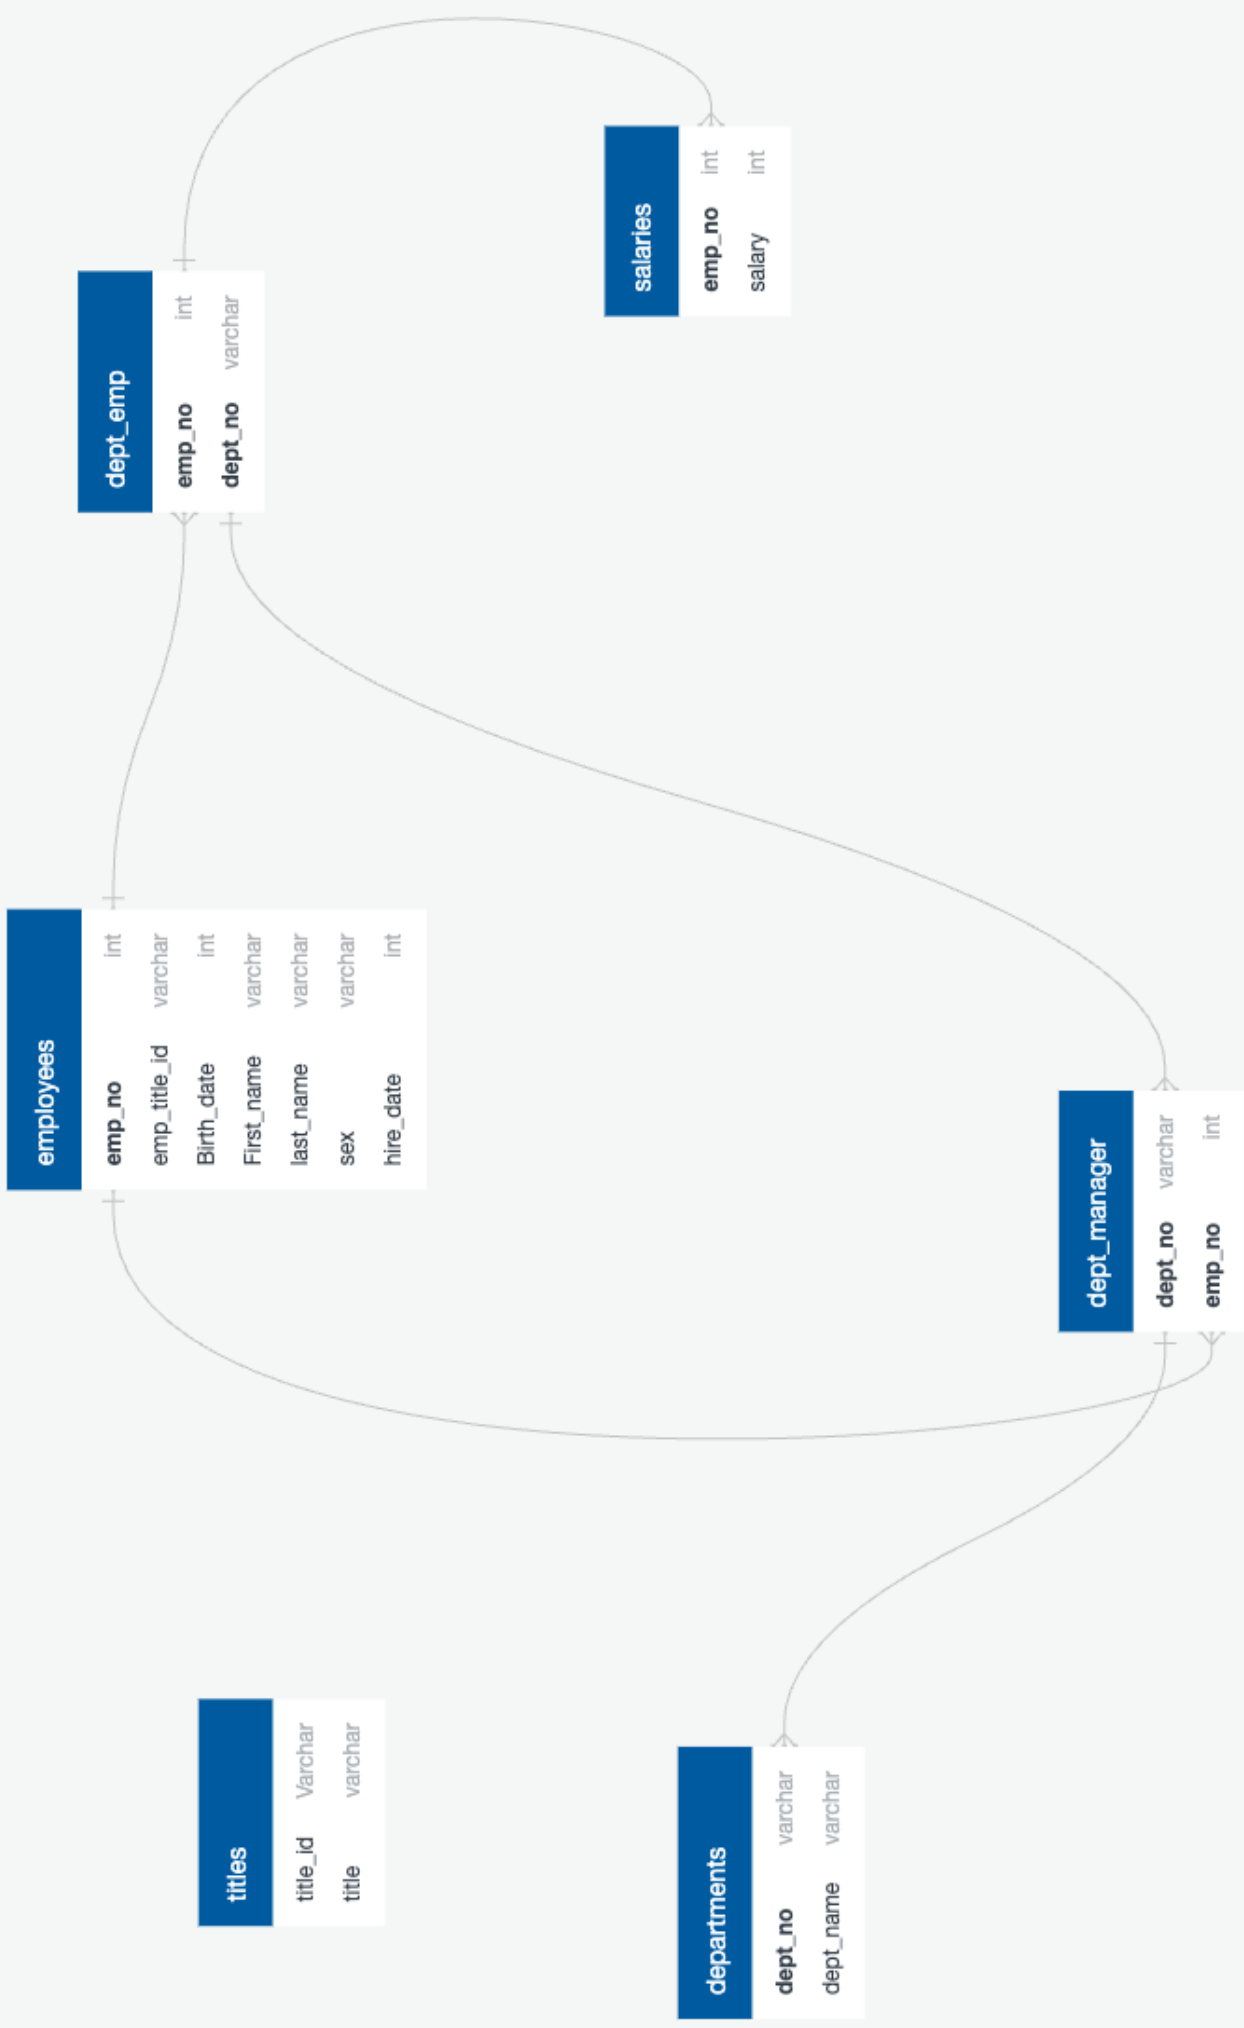 titles
title_id Varchar
title varchar
employees
emp_no int
emp_title_id varchar
Birth_date int
First_name varchar
last_name varchar
sex varchar
hire_date int
dept_emp
emp_no int
dept_no varchar
departments
dept_no varchar
dept_name varchar
dept_manager
dept_no varchar
emp_no int
salaries
emp_no int
salary int